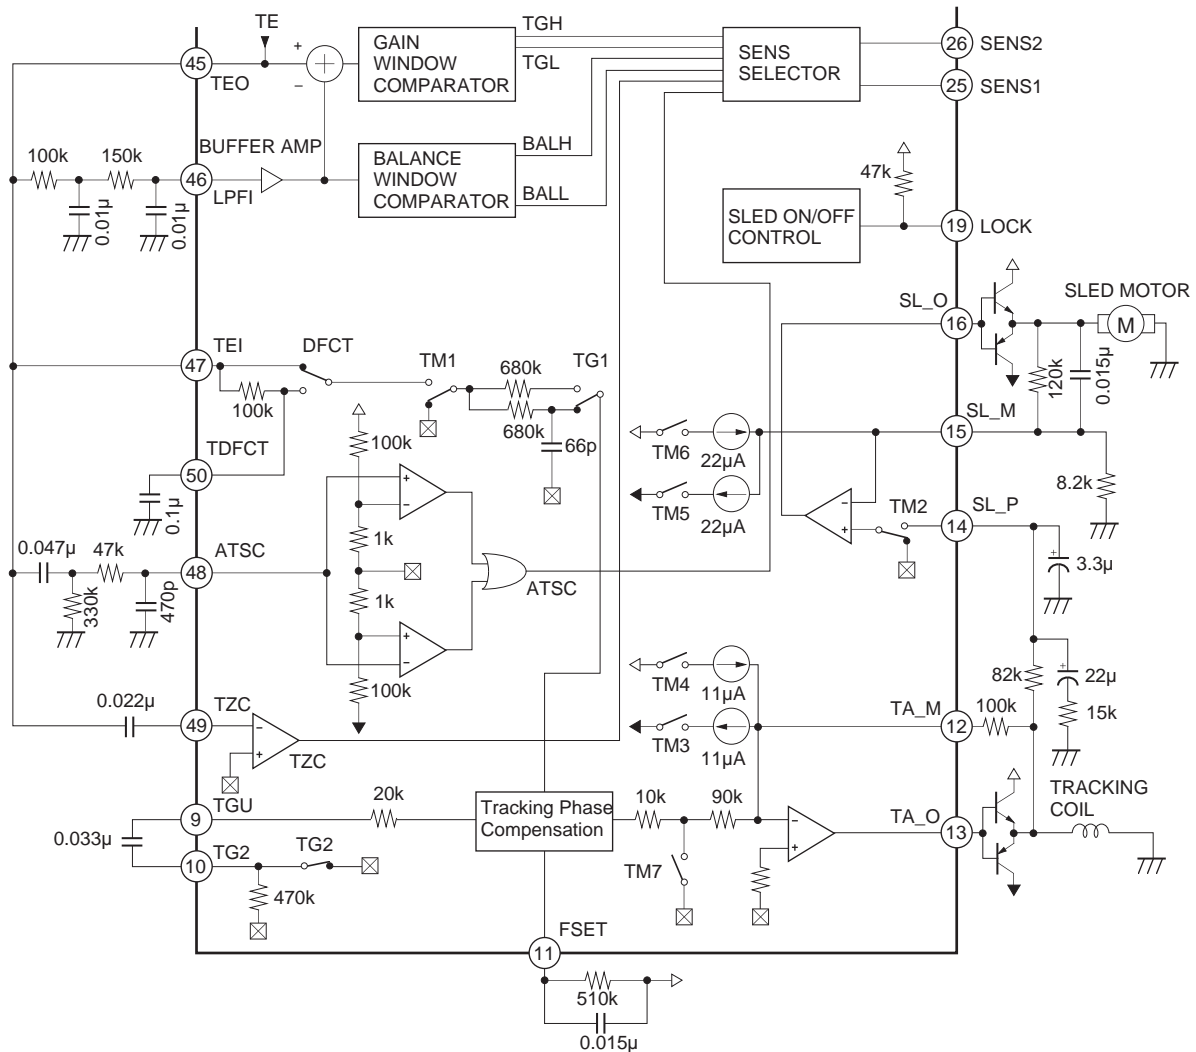 TE
TGH
TGL
GAIN
WINDOW
COMPARATOR
SENS
SELECTOR
26
SENS2
25
SENS1
45
TEO
+
−
BUFFER AMP
BALH
BALL
BALANCE
WINDOW
COMPARATOR
100k
150k
46
LPFI
0.01µ
0.01µ
47k
SLED ON/OFF
CONTROL
19
LOCK
SL_O
16
SLED MOTOR
M
120k
0.015µ
TEI
47
DFCT
100k
TM1
680k
680k
TG1
66p
TDFCT
50
0.1µ
100k
+
−
1k
1k
+
−
100k
ATSC
TM6
22µA
TM5
22µA
SL_M
15
8.2k
−
+
TM2
SL_P
14
3.3µ
+
0.047µ
47k
ATSC
48
330k
470p
TM4
11µA
TM3
11µA
82k
+
22µ
15k
100k
TA_M
12
0.022µ
TZC
49
−
+
TZC
TGU
9
20k
Tracking Phase
Compensation
10k
90k
−
+
TM7
TA_O
13
TRACKING
COIL
0.033µ
10
TG2
TG2
470k
FSET
11
510k
0.015µ